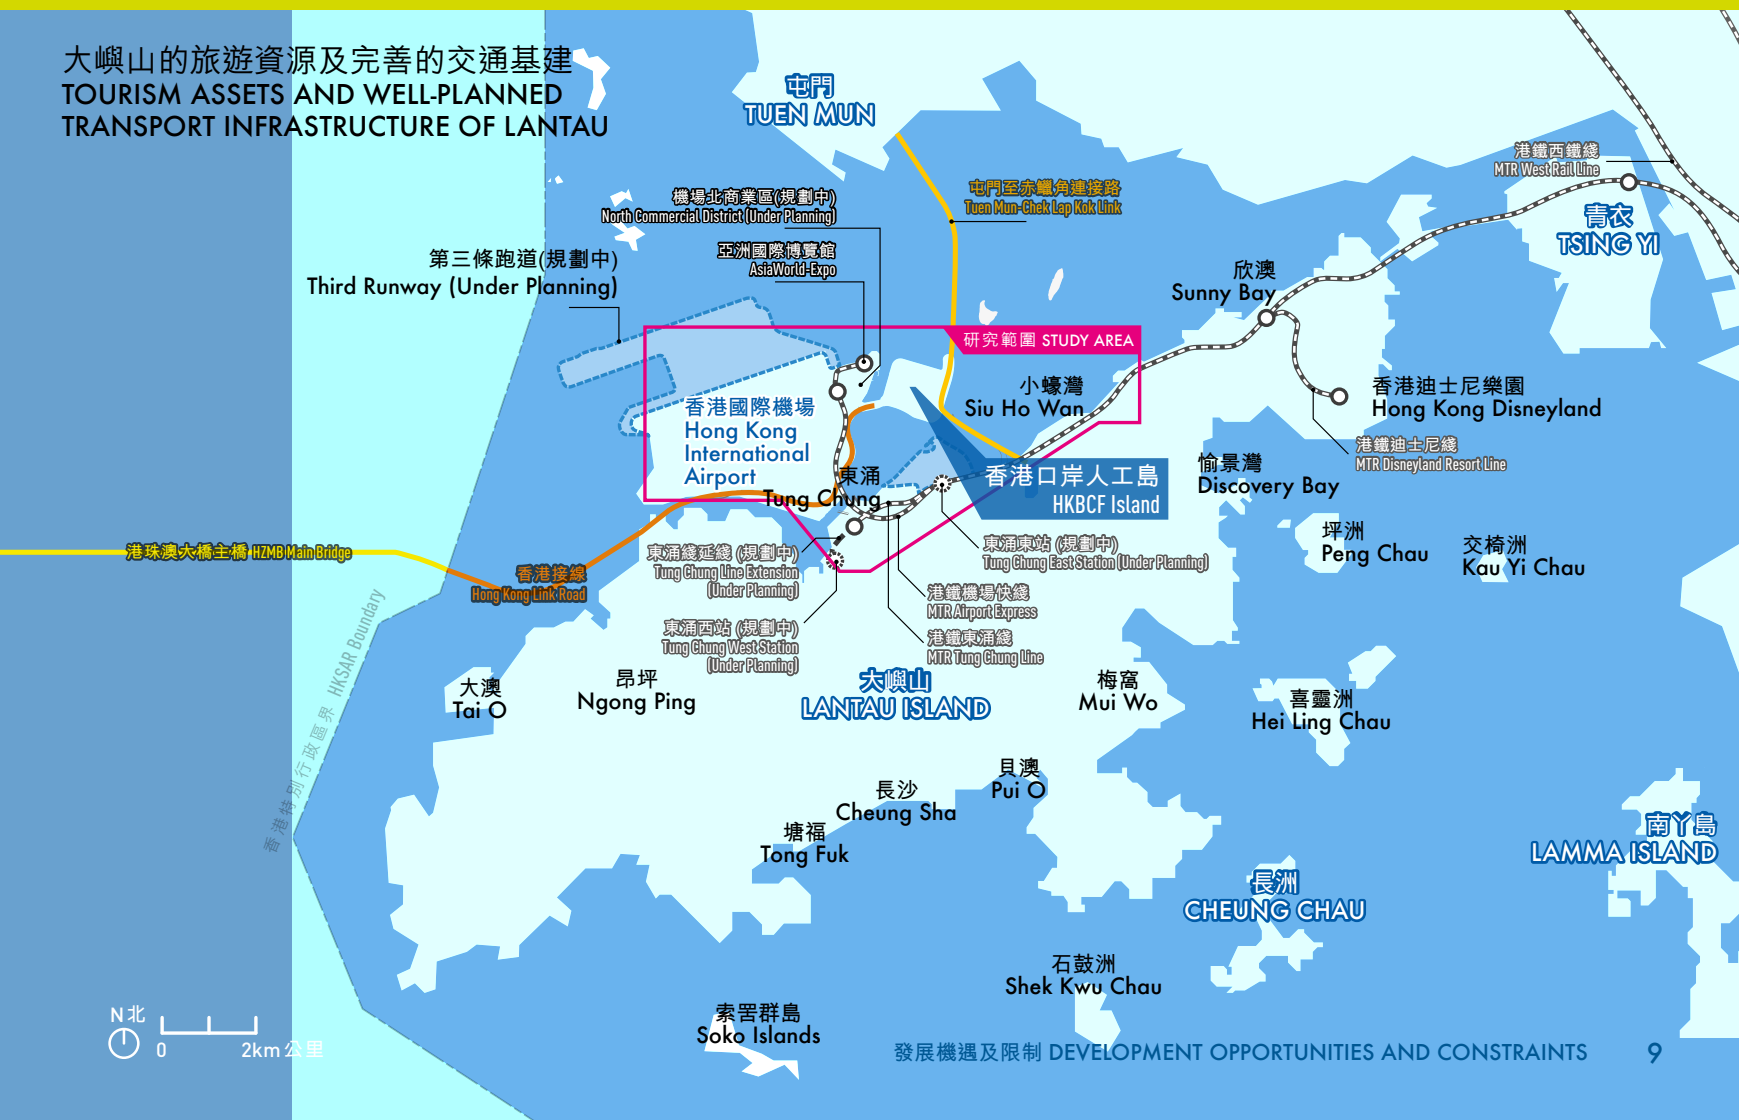 大嶼山的旅遊資源及完善的交通基建
TOURISM ASSETS AND WELL-PLANNED
TRANSPORT INFRASTRUCTURE OF LANTAU
屯門
TUEN MUN
港鐵西鐵綫
MTR West Rail Line
機場北商業區(規劃中)
North Commercial District (Under Planning)
屯門至赤鱲角連接路
Tuen Mun-Chek Lap Kok Link
青衣
TSING YI
亞洲國際博覽館
AsiaWorld-Expo
第三條跑道(規劃中)
Third Runway (Under Planning)
欣澳
Sunny Bay
研究範圍 STUDY AREA
小蠔灣
Siu Ho Wan
香港迪士尼樂園
Hong Kong Disneyland
香港國際機場
Hong Kong
International
Airport
港鐵迪士尼綫
MTR Disneyland Resort Line
東涌
Tung Chung
香港口岸人工島
HKBCF Island
愉景灣
Discovery Bay
坪洲
Peng Chau
交椅洲
Kau Yi Chau
港珠澳大橋主橋 HZMB Main Bridge
香港接線
Hong Kong Link Road
東涌綫延綫 (規劃中)
Tung Chung Line Extension
(Under Planning)
東涌東站 (規劃中)
Tung Chung East Station (Under Planning)
港鐵機場快綫
MTR Airport Express
東涌西站 (規劃中)
Tung Chung West Station
(Under Planning)
港鐵東涌綫
MTR Tung Chung Line
香港特別行政區界 HKSAR Boundary
大澳
Tai O
昂坪
Ngong Ping
大嶼山
LANTAU ISLAND
梅窩
Mui Wo
喜靈洲
Hei Ling Chau
貝澳
Pui O
長沙
Cheung Sha
塘福
Tong Fuk
南丫島
LAMMA ISLAND
長洲
CHEUNG CHAU
石鼓洲
Shek Kwu Chau
索罟群島
Soko Islands
N北
0 2km公里
發展機遇及限制 DEVELOPMENT OPPORTUNITIES AND CONSTRAINTS 9